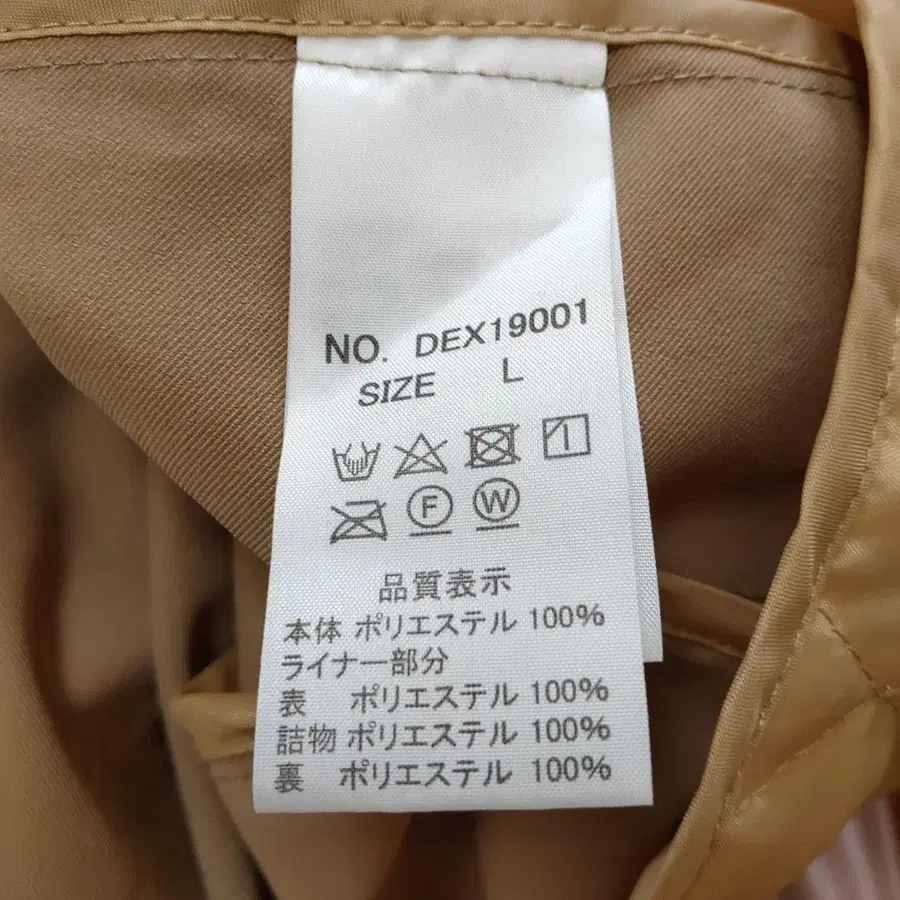 NO. DEX19001
SIZE L
F W
品質表示
本体 ポリエステル 100%
ライナー部分
表 ポリエステル 100%
詰物 ポリエステル 100%
裏 ポリエステル 100%